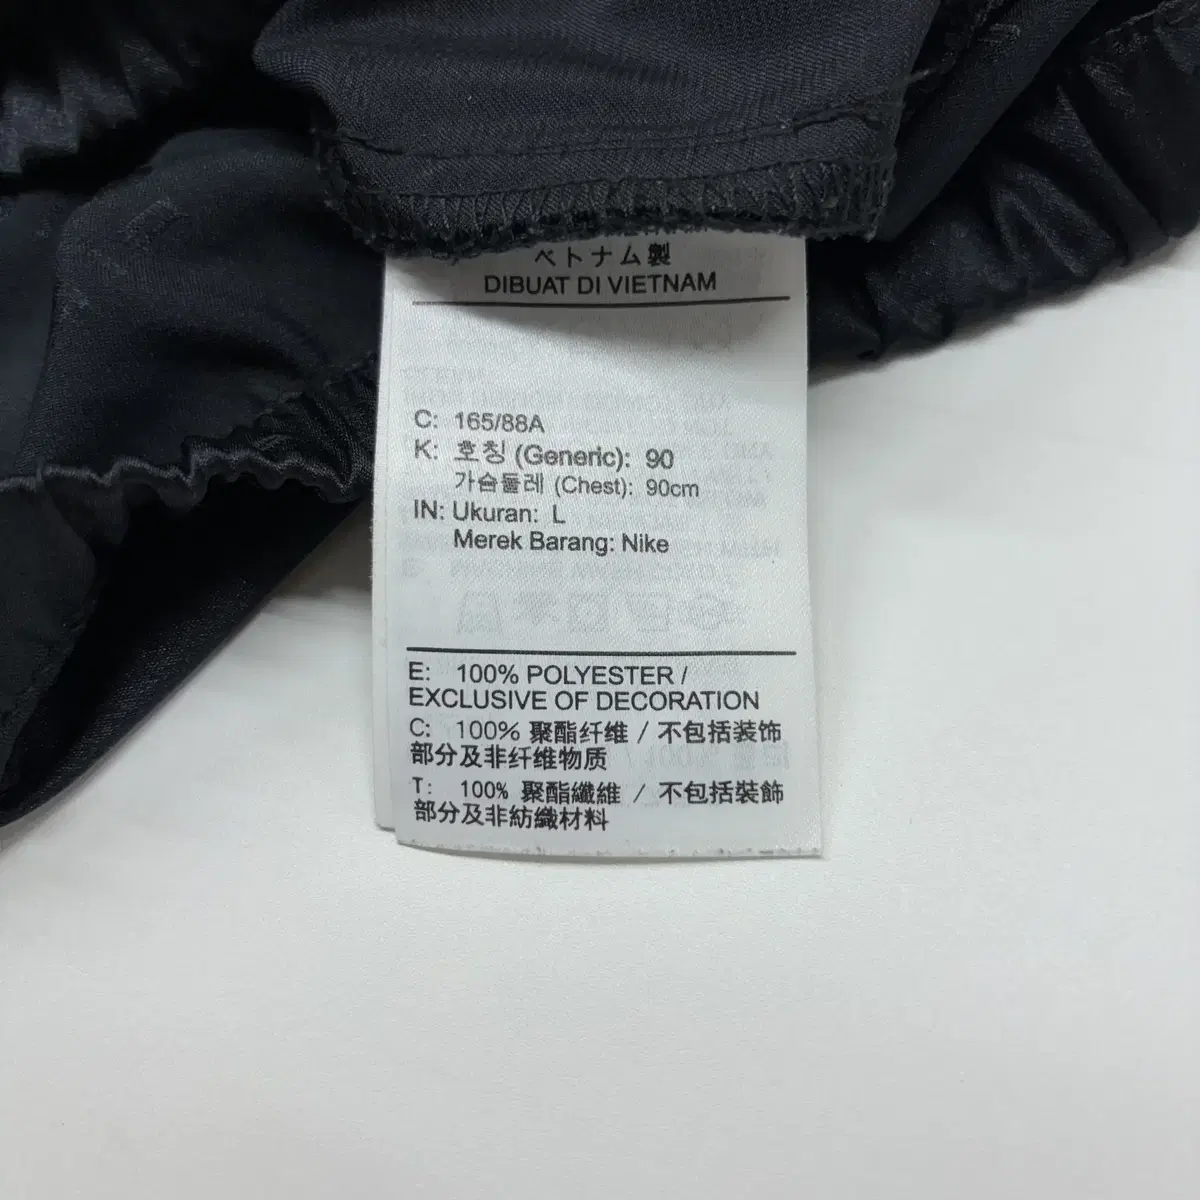 ベトナム製
DIBUAT DI VIETNAM
C: 165/88A
K: 호칭 (Generic): 90
가슴둘레 (Chest): 90cm
IN: Ukuran: L
Merek Barang: Nike
E: 100% POLYESTER /
EXCLUSIVE OF DECORATION
C: 100% 聚酯纤维 / 不包括装饰
部分及非纤维物质
T: 100% 聚酯纖維 / 不包括裝飾
部分及非紡織材料